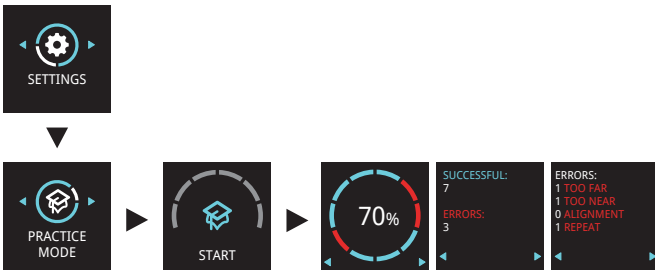 SETTINGS
PRACTICE
MODE
START
70%
SUCCESSFUL:
7
ERRORS:
3
ERRORS:
1 TOO FAR
1 TOO NEAR
0 ALIGNMENT
1 REPEAT